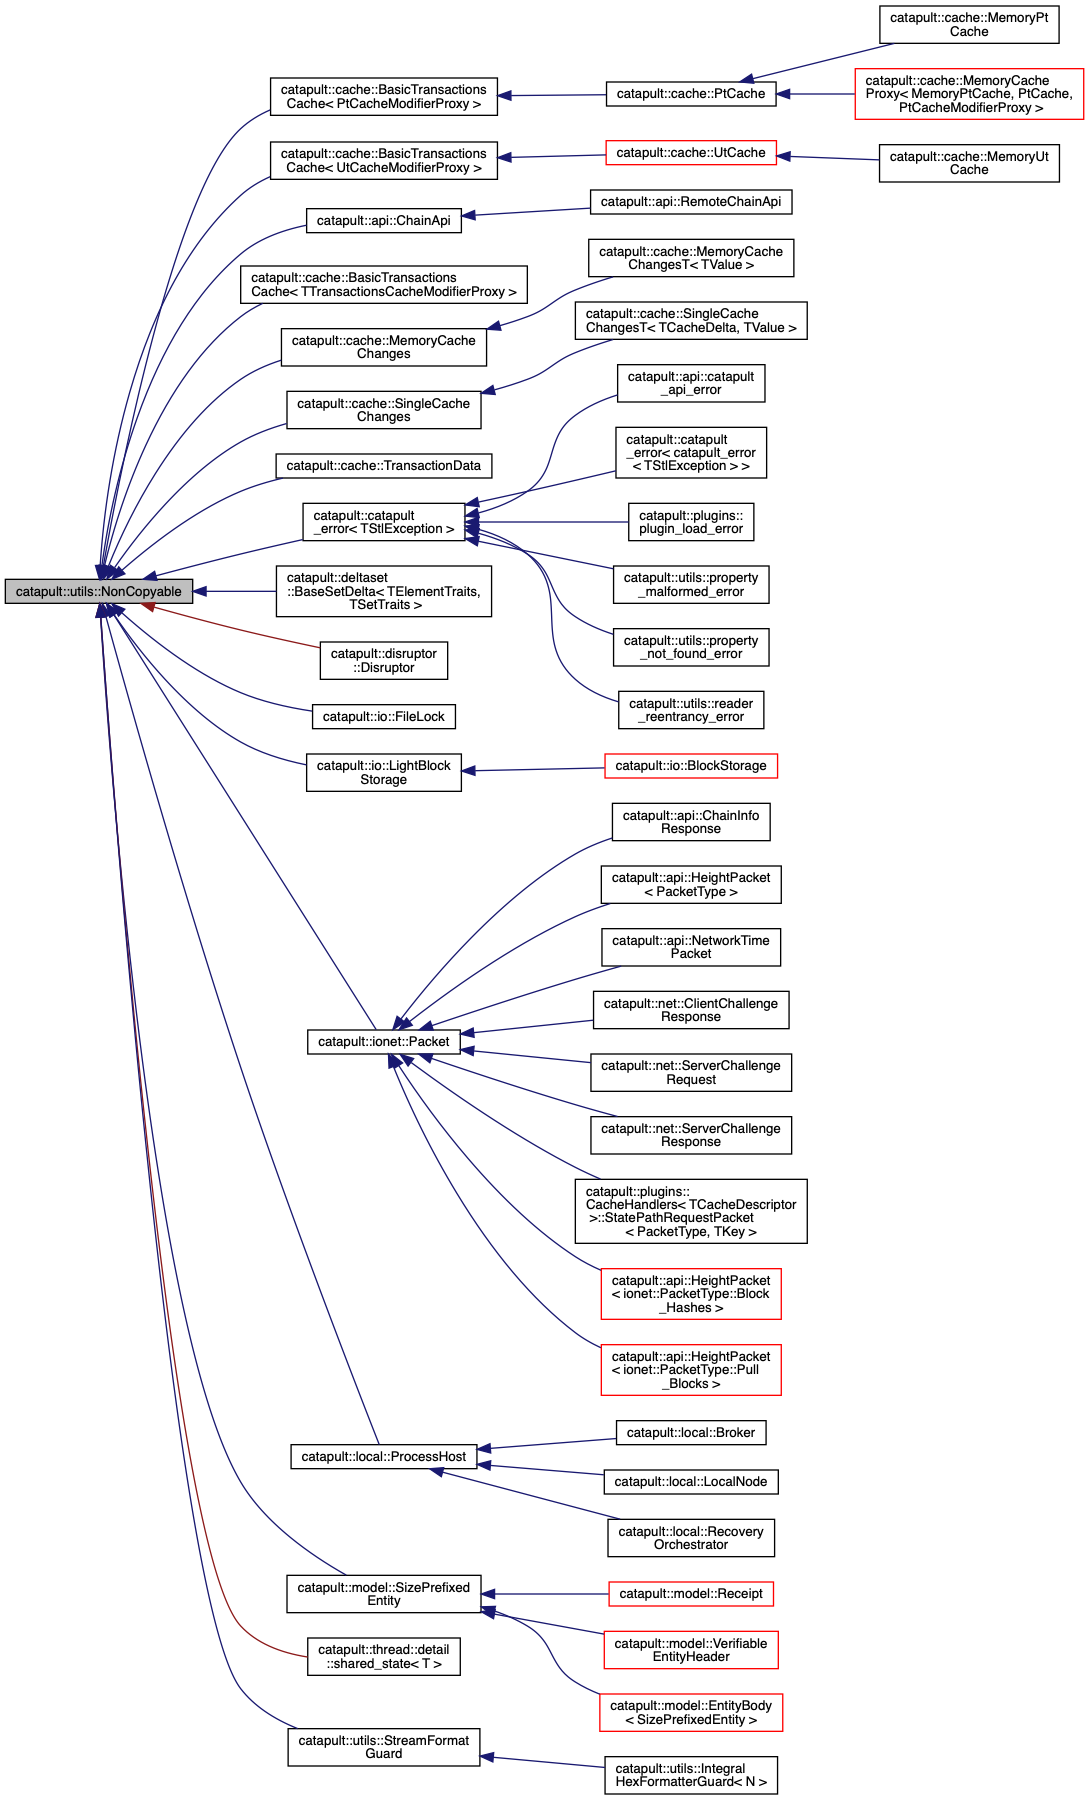 catapult::cache::MemoryPt
Cache
catapult::cache::BasicTransactions
Cache< PtCacheModifierProxy >
catapult::cache::PtCache
catapult::cache::MemoryCache
Proxy< MemoryPtCache, PtCache,
PtCacheModifierProxy >
catapult::cache::BasicTransactions
Cache< UtCacheModifierProxy >
catapult::cache::UtCache
catapult::cache::MemoryUt
Cache
catapult::api::ChainApi
catapult::api::RemoteChainApi
catapult::cache::BasicTransactions
Cache< TTransactionsCacheModifierProxy >
catapult::cache::MemoryCache
ChangesT< TValue >
catapult::cache::MemoryCache
Changes
catapult::cache::SingleCache
ChangesT< TCacheDelta, TValue >
catapult::cache::SingleCache
Changes
catapult::api::catapult
_api_error
catapult::cache::TransactionData
catapult::catapult
_error< catapult_error
< TStlException > >
catapult::catapult
_error< TStlException >
catapult::plugins::
plugin_load_error
catapult::utils::NonCopyable
catapult::deltaset
::BaseSetDelta< TElementTraits,
TSetTraits >
catapult::utils::property
_malformed_error
catapult::disruptor
::Disruptor
catapult::utils::property
_not_found_error
catapult::io::FileLock
catapult::utils::reader
_reentrancy_error
catapult::io::LightBlock
Storage
catapult::io::BlockStorage
catapult::api::ChainInfo
Response
catapult::api::HeightPacket
< PacketType >
catapult::api::NetworkTime
Packet
catapult::net::ClientChallenge
Response
catapult::ionet::Packet
catapult::net::ServerChallenge
Request
catapult::net::ServerChallenge
Response
catapult::plugins::
CacheHandlers< TCacheDescriptor
>::StatePathRequestPacket
< PacketType, TKey >
catapult::api::HeightPacket
< ionet::PacketType::Block
_Hashes >
catapult::api::HeightPacket
< ionet::PacketType::Pull
_Blocks >
catapult::local::ProcessHost
catapult::local::Broker
catapult::local::LocalNode
catapult::local::Recovery
Orchestrator
catapult::model::SizePrefixed
Entity
catapult::model::Receipt
catapult::model::Verifiable
EntityHeader
catapult::thread::detail
::shared_state< T >
catapult::model::EntityBody
< SizePrefixedEntity >
catapult::utils::StreamFormat
Guard
catapult::utils::Integral
HexFormatterGuard< N >